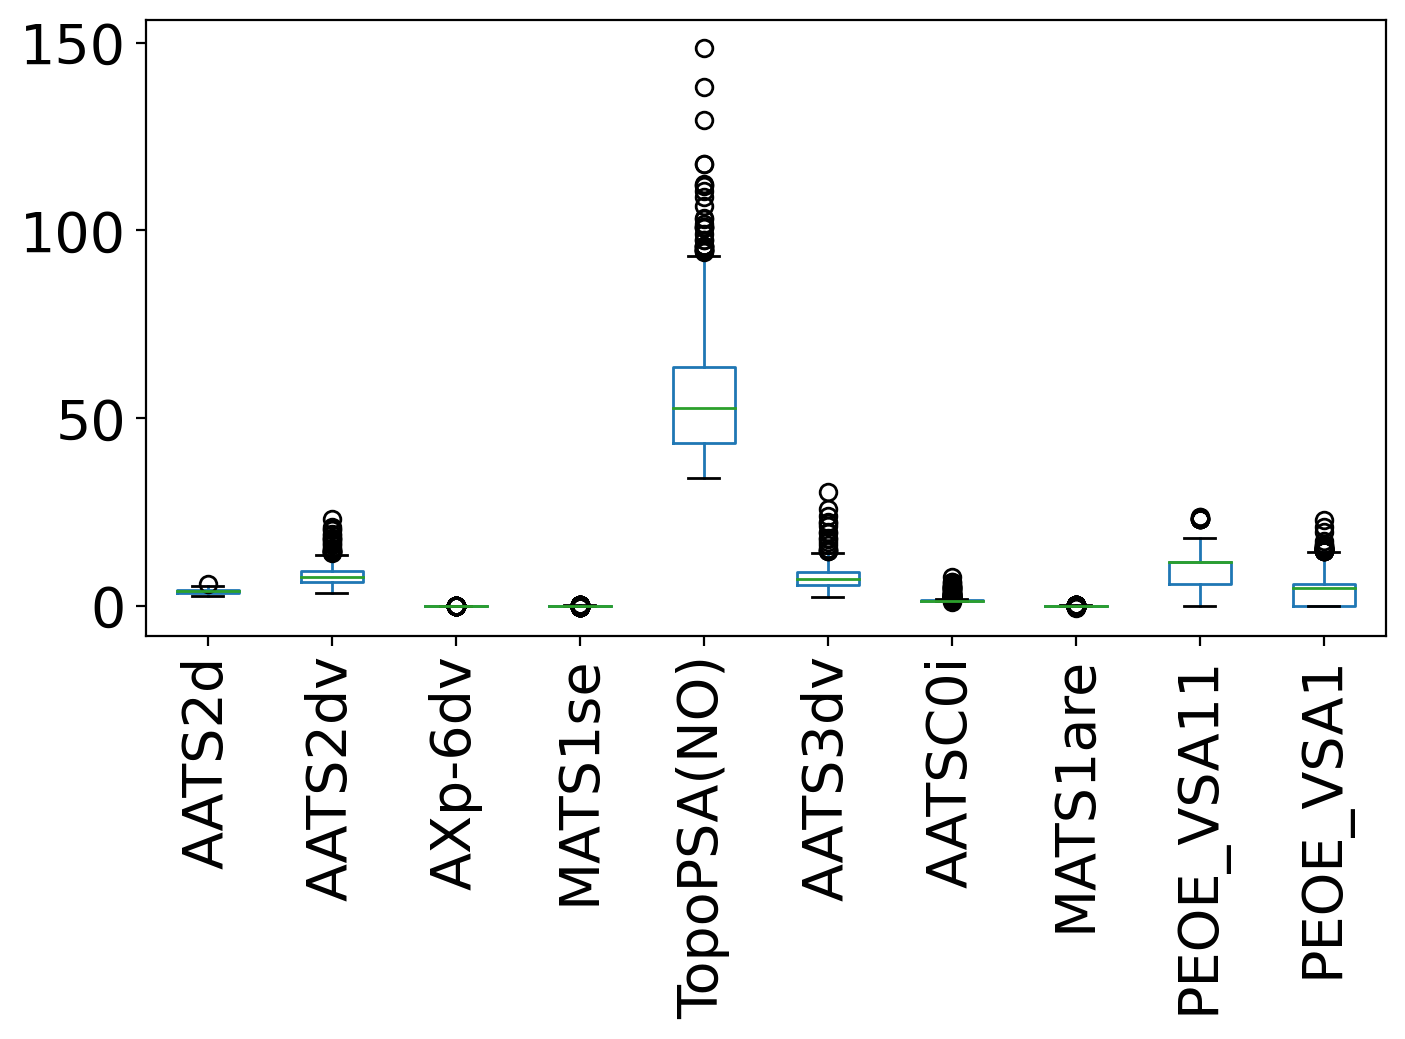 150
100
50
0
AATS2d
AATS2dv
AXp-6dv
MATS1se
TopoPSA(NO)
AATS3dv
AATSC0i
MATS1are
PEOE_VSA11
PEOE_VSA1